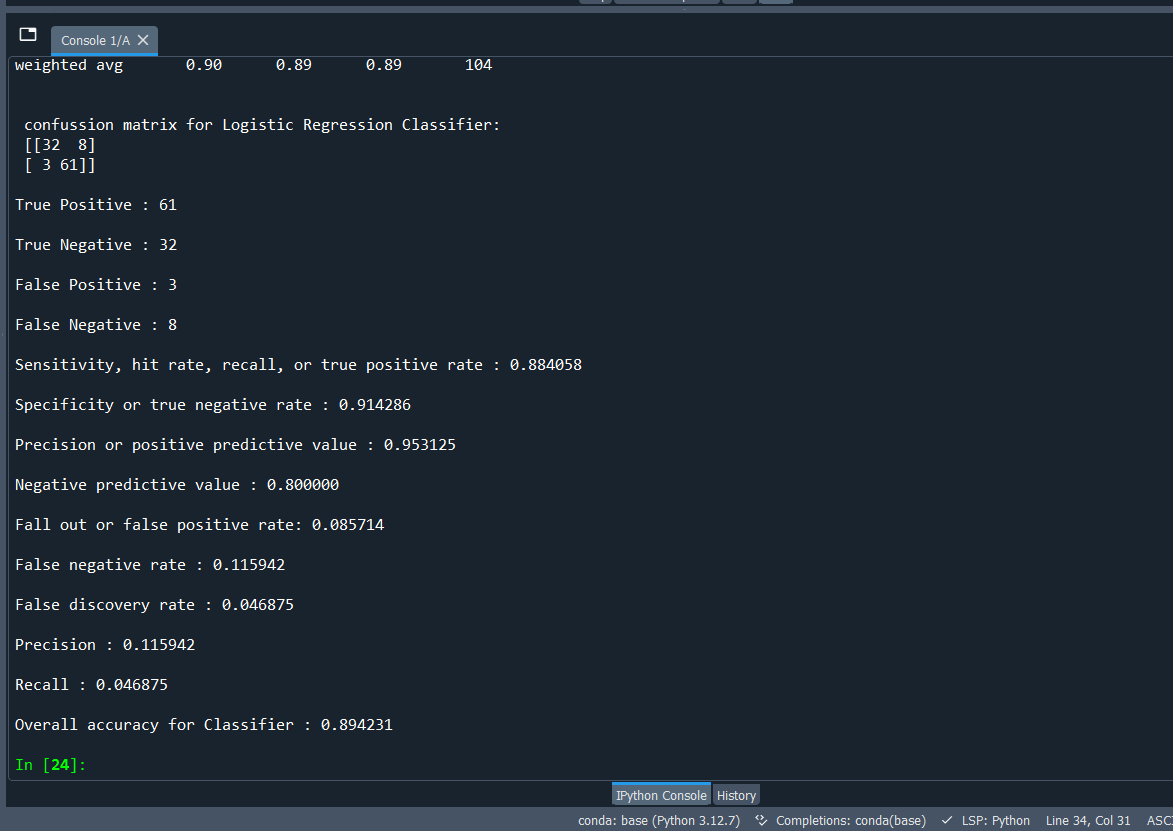 Console 1/A
weighted avg 0.90 0.89 0.89 104
confussion matrix for Logistic Regression Classifier:
[[32 8]
[ 3 61]]
True Positive : 61
True Negative : 32
False Positive : 3
False Negative : 8
Sensitivity, hit rate, recall, or true positive rate : 0.884058
Specificity or true negative rate : 0.914286
Precision or positive predictive value : 0.953125
Negative predictive value : 0.800000
Fall out or false positive rate: 0.085714
False negative rate : 0.115942
False discovery rate : 0.046875
Precision : 0.115942
Recall : 0.046875
Overall accuracy for Classifier : 0.894231
In [24]:
IPython Console History
conda: base (Python 3.12.7) Completions: conda(base) LSP: Python Line 34, Col 31 ASC